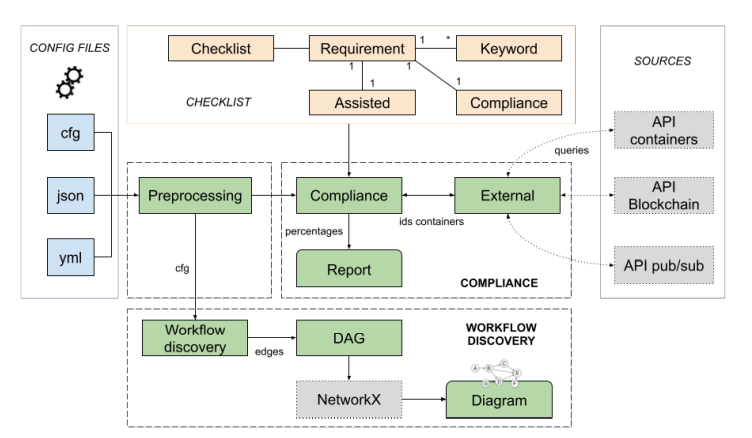 CONFIG FILES
cfg
json
yml
Checklist
Requirement
Keyword
1
*
1
1
1
1
Assisted
Compliance
CHECKLIST
SOURCES
API
containers
API
Blockchain
API pub/sub
queries
Preprocessing
Compliance
External
ids containers
percentages
Report
COMPLIANCE
cfg
Workflow
discovery
edges
DAG
WORKFLOW
DISCOVERY
NetworkX
A
B
C
E
G
D
F
Diagram